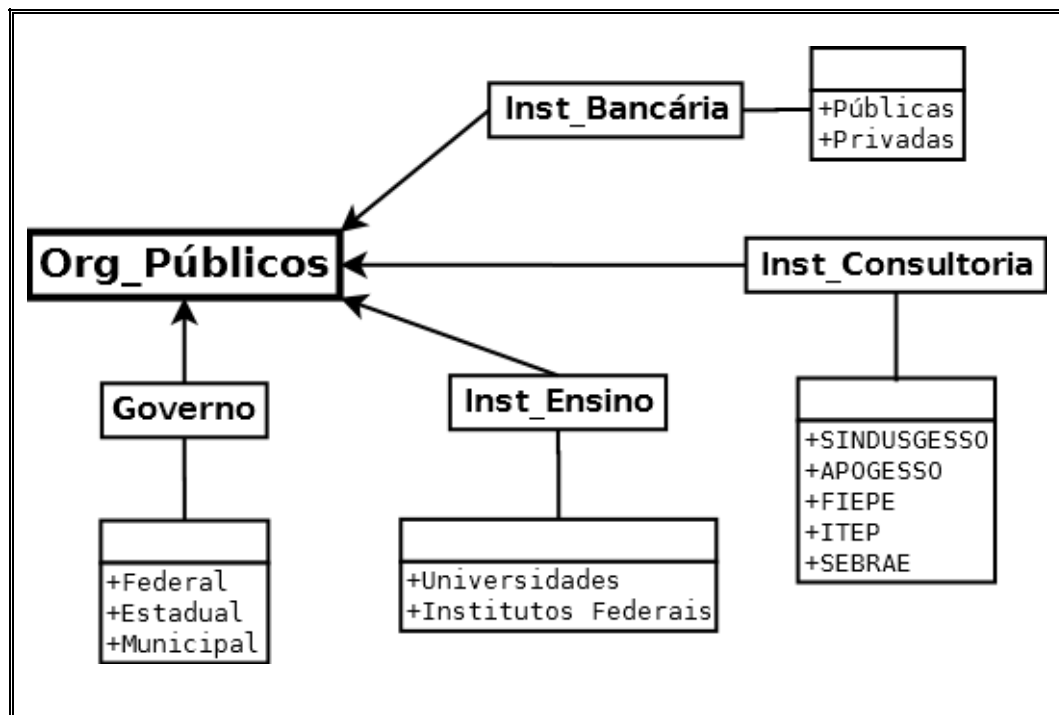 Inst_Bancária
+Públicas
+Privadas
Org_Públicos
Inst_Consultoria
+SINDUSGESSO
+APOGESSO
+FIEPE
+ITEP
+SEBRAE
Governo
+Federal
+Estadual
+Municipal
Inst_Ensino
+Universidades
+Institutos Federais